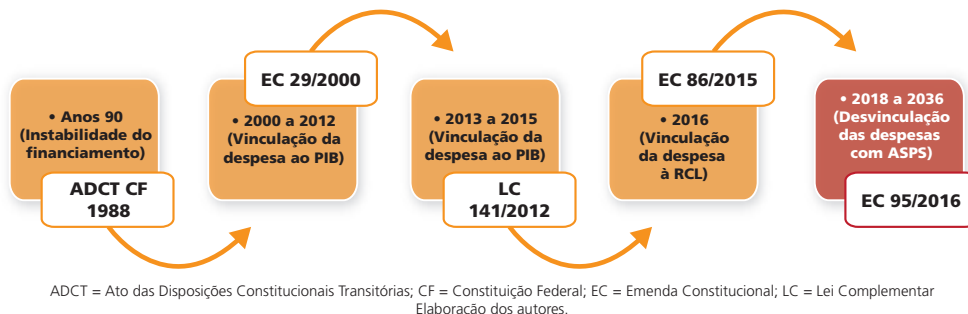 • Anos 90
(Instabilidade do
financiamento)
ADCT CF
1988
EC 29/2000
• 2000 a 2012
(Vinculação da
despesa ao PIB)
• 2013 a 2015
(Vinculação da
despesa ao PIB)
LC
141/2012
EC 86/2015
• 2016
(Vinculação
da despesa
à RCL)
• 2018 a 2036
(Desvinculação
das despesas
com ASPS)
EC 95/2016
ADCT = Ato das Disposições Constitucionais Transitórias; CF = Constituição Federal; EC = Emenda Constitucional; LC = Lei Complementar
Elaboração dos autores.